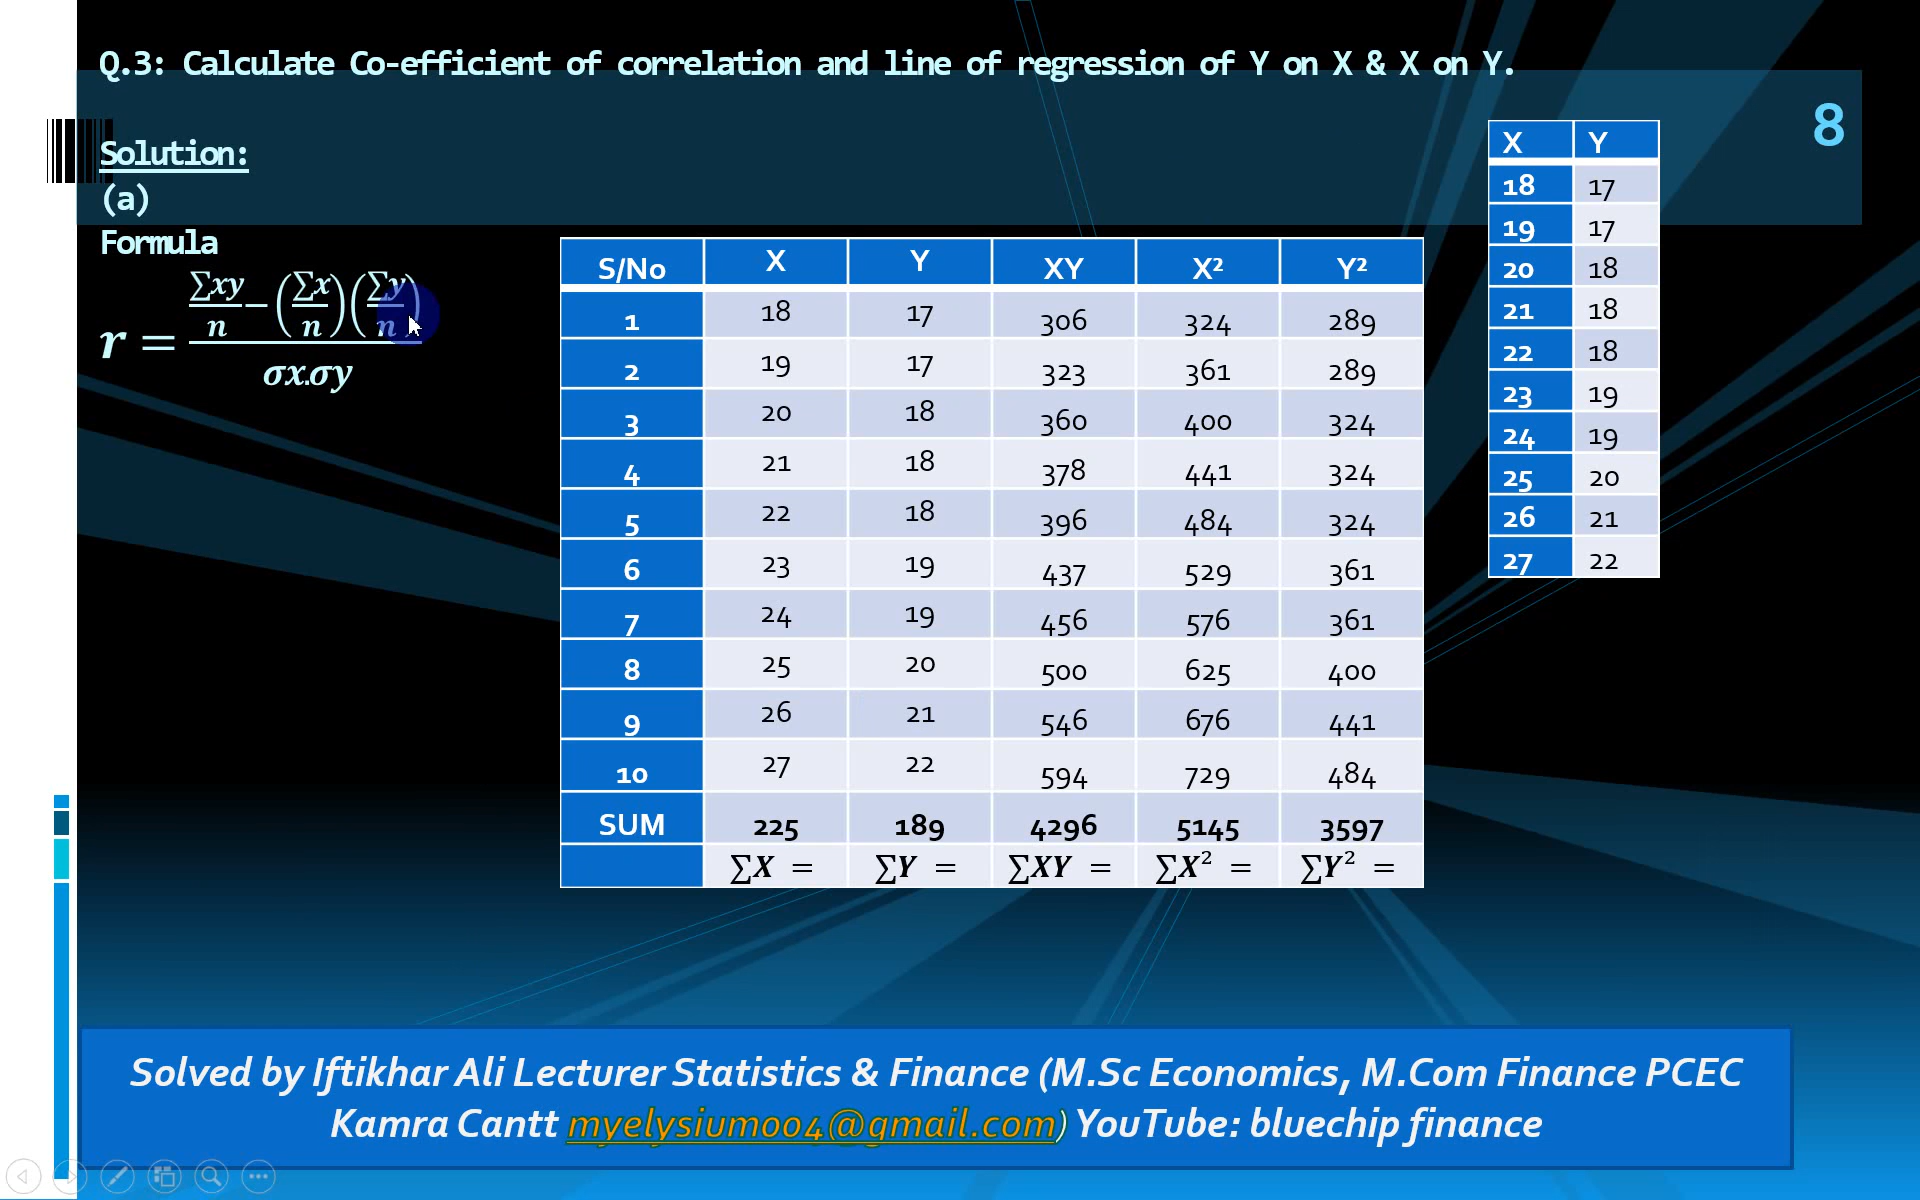 Q.3: Calculate Co-efficient of correlation and line of regression of Y on X & X on Y.
8
Solution:
(a)
Formula
r = (∑xy/n − (∑x/n)(∑y/n)) / σx.σy
S/No X Y XY X² Y²
1 18 17 306 324 289
2 19 17 323 361 289
3 20 18 360 400 324
4 21 18 378 441 324
5 22 18 396 484 324
6 23 19 437 529 361
7 24 19 456 576 361
8 25 20 500 625 400
9 26 21 546 676 441
10 27 22 594 729 484
SUM 225 189 4296 5145 3597
∑X = ∑Y = ∑XY = ∑X² = ∑Y² =
X Y
18 17
19 17
20 18
21 18
22 18
23 19
24 19
25 20
26 21
27 22
Solved by Iftikhar Ali Lecturer Statistics & Finance (M.Sc Economics, M.Com Finance PCEC
Kamra Cantt myelysium004@gmail.com) YouTube: bluechip finance